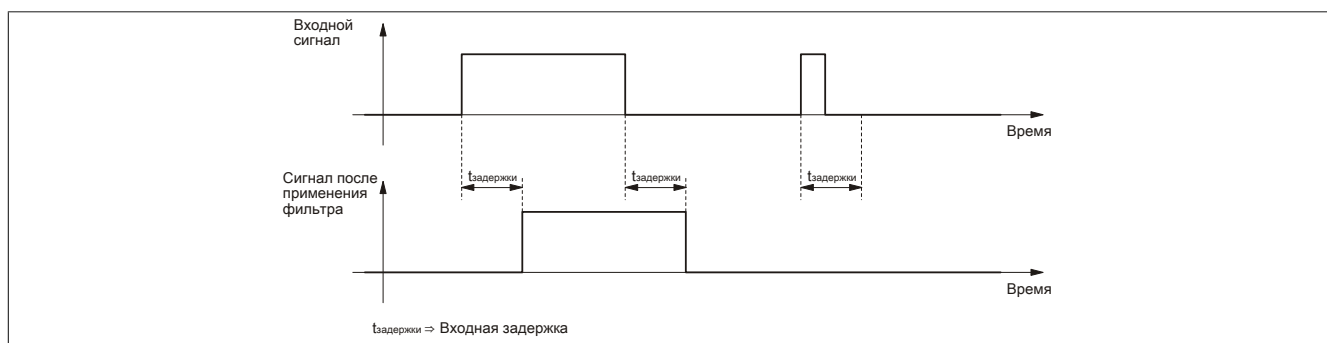 Входной
сигнал
Время
Сигнал после
применения
фильтра
tзадержки
tзадержки
tзадержки
Время
tзадержки ⇒ Входная задержка